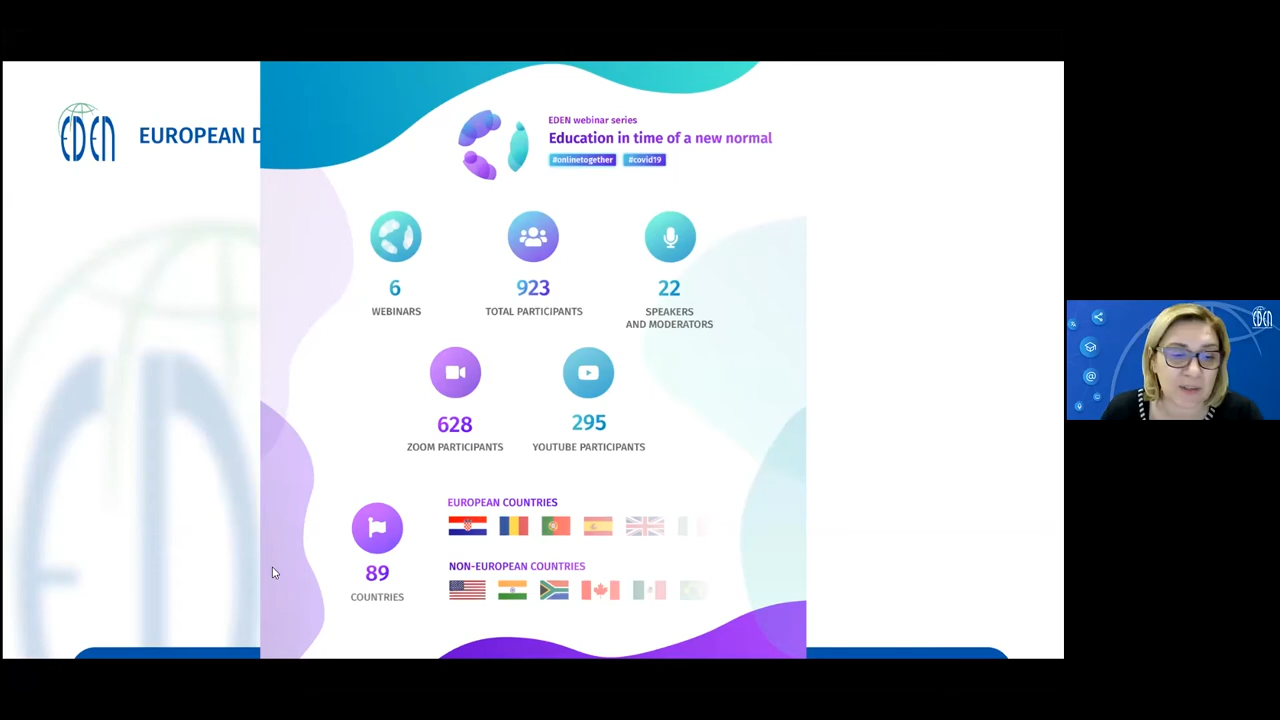 EDEN
EUROPEAN D
EDEN webinar series
Education in time of a new normal
#onlinetogether #covid19
6
WEBINARS
923
TOTAL PARTICIPANTS
22
SPEAKERS
AND MODERATORS
628
ZOOM PARTICIPANTS
295
YOUTUBE PARTICIPANTS
89
COUNTRIES
EUROPEAN COUNTRIES
NON-EUROPEAN COUNTRIES
EDEN
@